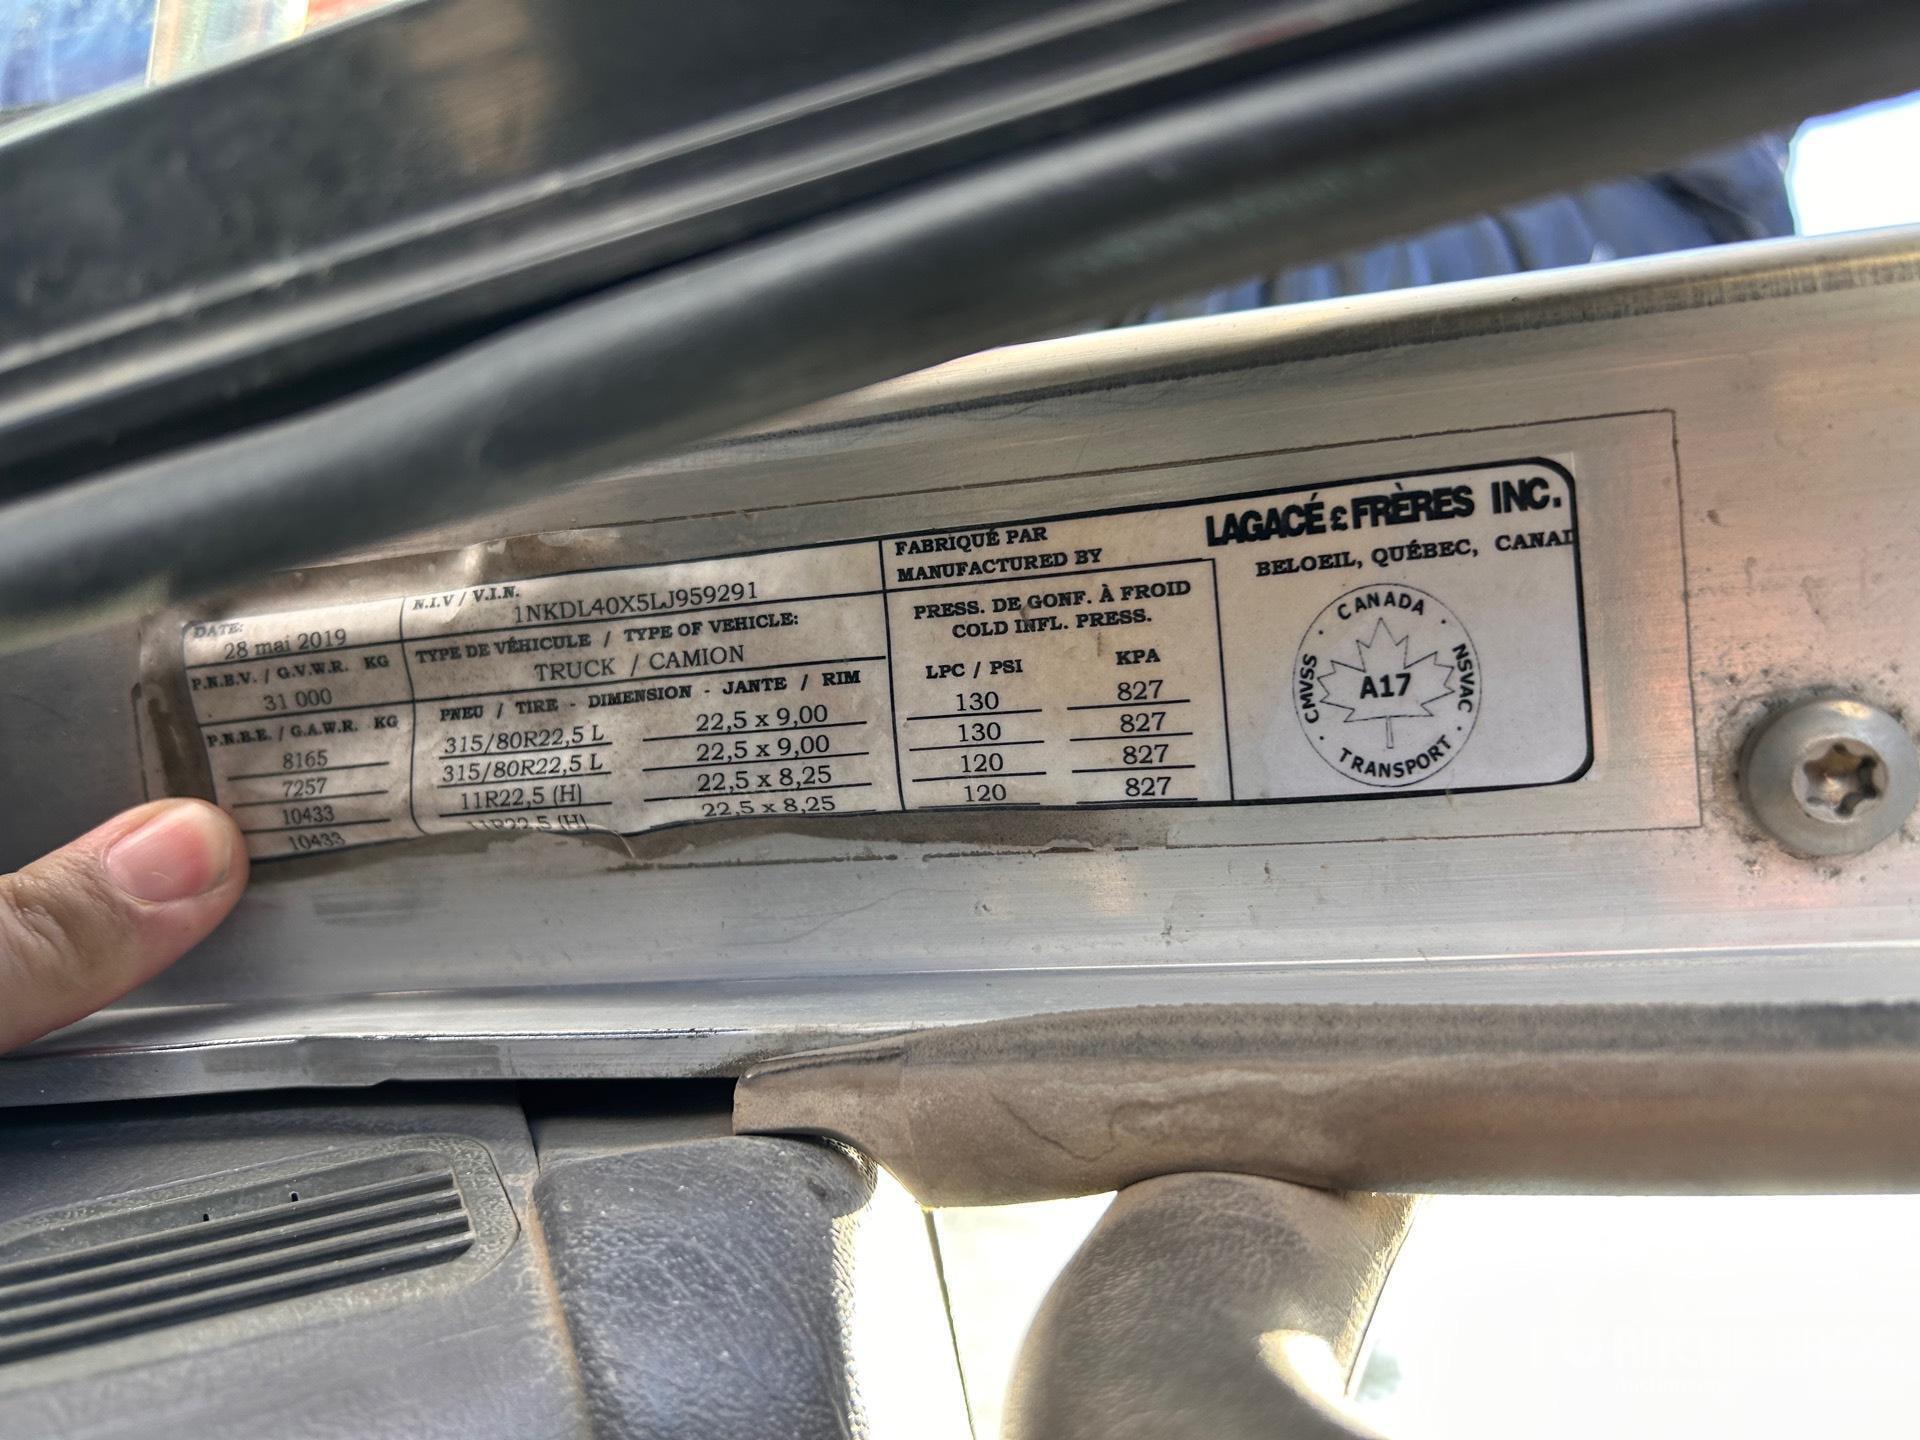 DATE:
28 mai 2019
N.I.V / V.I.N.
1NKDL40X5LJ959291
FABRIQUÉ PAR
MANUFACTURED BY
LAGACÉ & FRÈRES INC.
BELOEIL, QUÉBEC, CANAD
P.N.B.V. / G.V.W.R. KG
31 000
TYPE DE VÉHICULE / TYPE OF VEHICLE:
TRUCK / CAMION
P.N.B.E. / G.A.W.R. KG
8165
7257
10433
10433
PNEU / TIRE - DIMENSION - JANTE / RIM
315/80R22,5 L 22,5 x 9,00
315/80R22,5 L 22,5 x 9,00
11R22,5 (H) 22,5 x 8,25
11R22,5 (H) 22,5 x 8,25
PRESS. DE GONF. À FROID
COLD INFL. PRESS.
LPC / PSI KPA
130 827
130 827
120 827
120 827
CANADA
CMVSS
A17
NSVAC
TRANSPORT